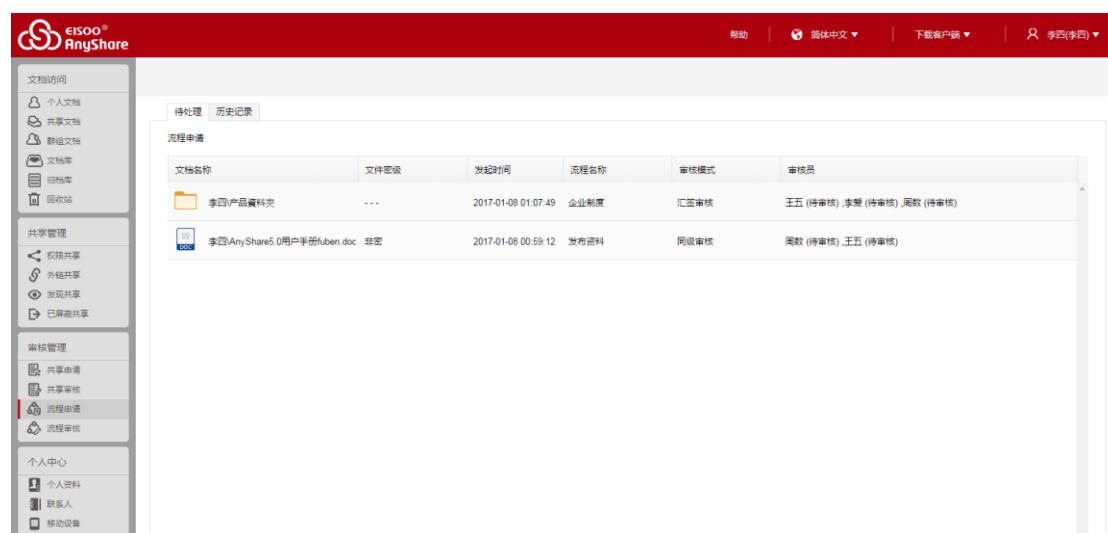 EISOO®
AnyShare
帮助 简体中文 下载客户端 李四(李四)
文档访问
个人文档
共享文档
群组文档
文档库
归档库
回收站
共享管理
权限共享
外链共享
发现共享
已屏蔽共享
审核管理
共享申请
共享审核
流程申请
流程审核
个人中心
个人资料
联系人
移动设备
待处理 历史记录
流程申请
文档名称 文件密级 发起时间 流程名称 审核模式 审核员
李四\产品資料夹 - - - 2017-01-08 01:07:49 企业制度 汇签审核 王五 (待审核) ,李爱 (待审核) ,周数 (待审核)
W
DOC
李四\AnyShare5.0用户手册fuben.doc 非密 2017-01-08 00:59:12 发布资料 同级审核 周数 (待审核) ,王五 (待审核)